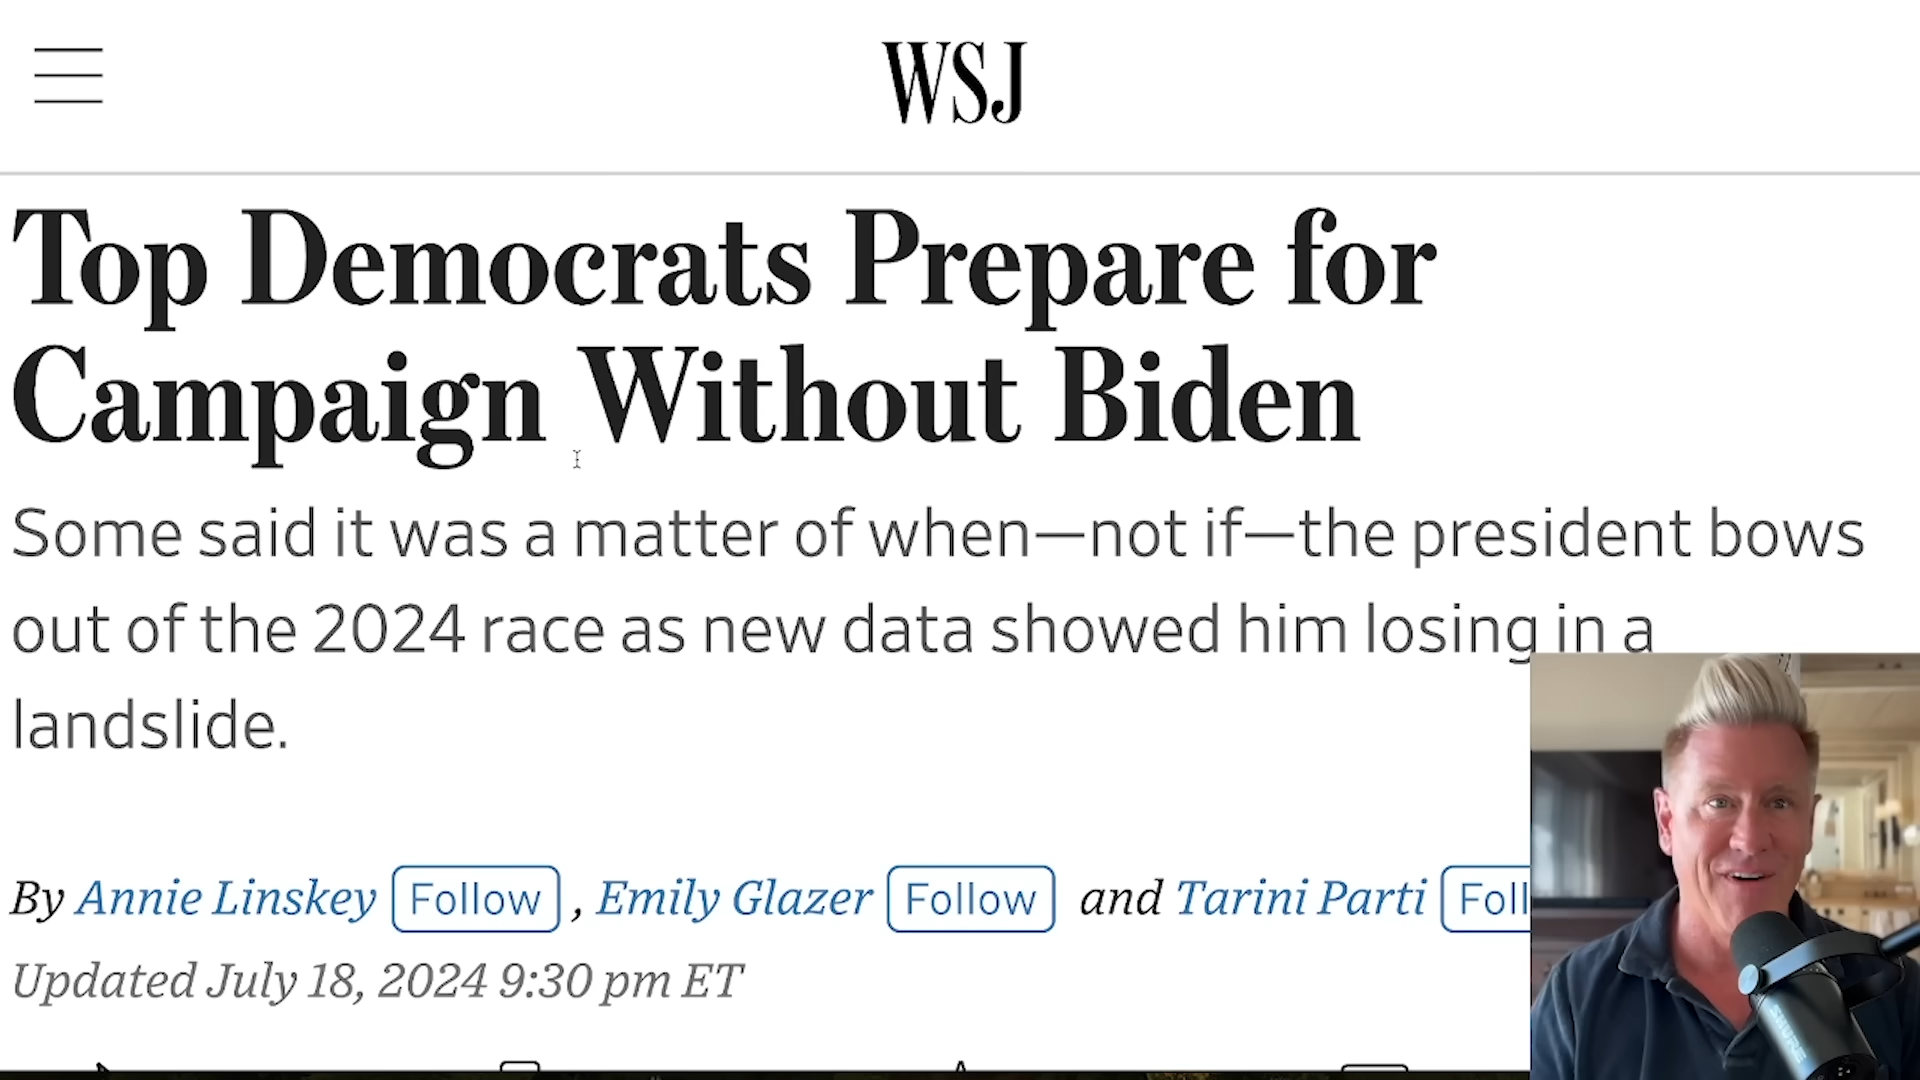 WSJ
Top Democrats Prepare for
Campaign Without Biden
Some said it was a matter of when—not if—the president bows
out of the 2024 race as new data showed him losing in a
landslide.
By Annie Linskey Follow , Emily Glazer Follow and Tarini Parti Foll
Updated July 18, 2024 9:30 pm ET
SHURE